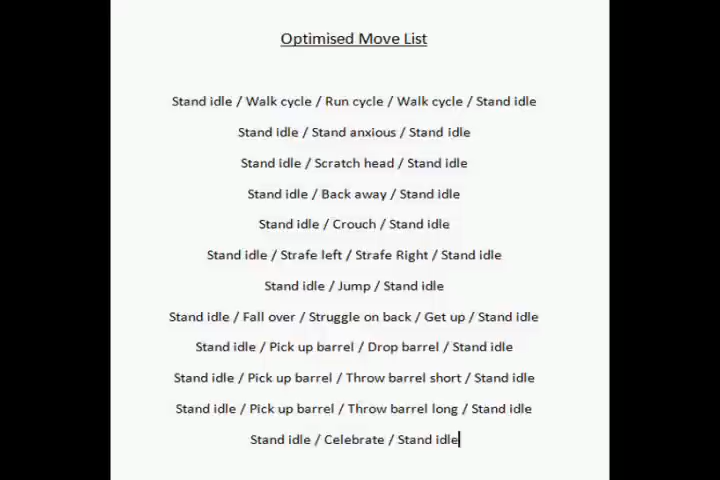 Optimised Move List
Stand idle / Walk cycle / Run cycle / Walk cycle / Stand idle
Stand idle / Stand anxious / Stand idle
Stand idle / Scratch head / Stand idle
Stand idle / Back away / Stand idle
Stand idle / Crouch / Stand idle
Stand idle / Strafe left / Strafe Right / Stand idle
Stand idle / Jump / Stand idle
Stand idle / Fall over / Struggle on back / Get up / Stand idle
Stand idle / Pick up barrel / Drop barrel / Stand idle
Stand idle / Pick up barrel / Throw barrel short / Stand idle
Stand idle / Pick up barrel / Throw barrel long / Stand idle
Stand idle / Celebrate / Stand idle